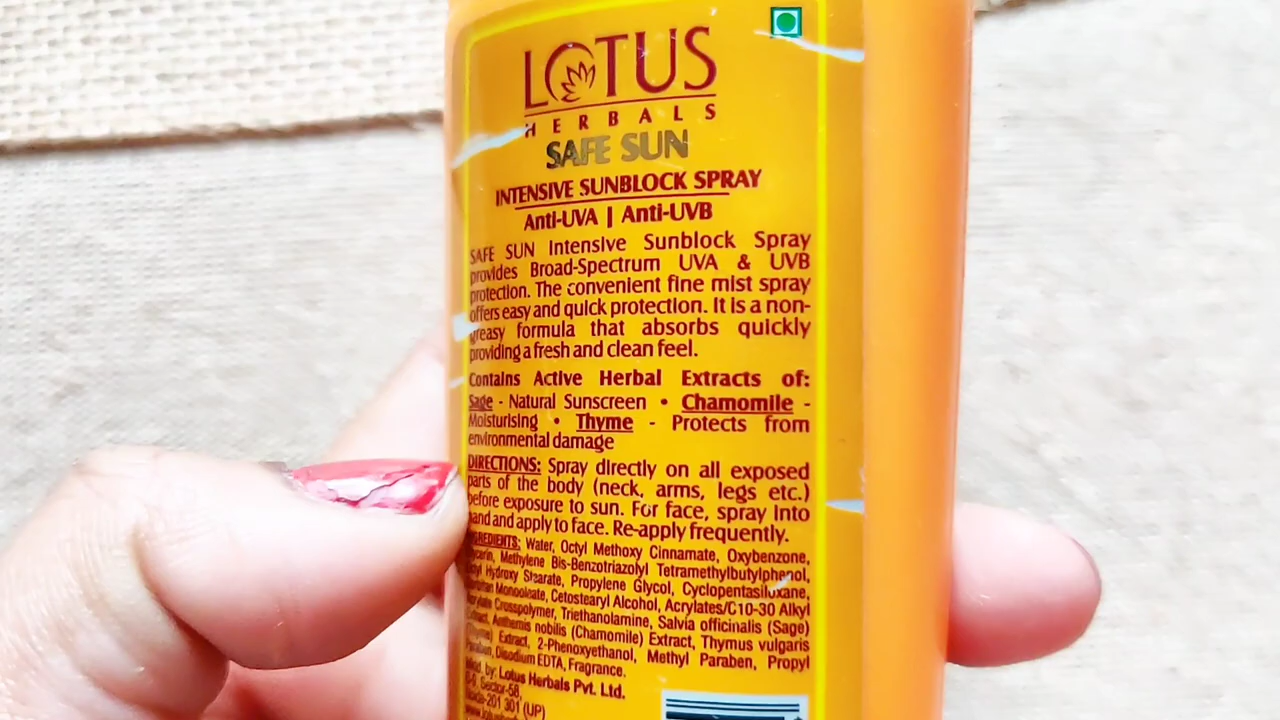 LOTUS
HERBALS
SAFE SUN
INTENSIVE SUNBLOCK SPRAY
Anti-UVA | Anti-UVB
SAFE SUN Intensive Sunblock Spray
provides Broad-Spectrum UVA & UVB
protection. The convenient fine mist spray
offers easy and quick protection. It is a non-
greasy formula that absorbs quickly
providing a fresh and clean feel.
Contains Active Herbal Extracts of:
Sage - Natural Sunscreen • Chamomile -
Moisturising • Thyme - Protects from
environmental damage
DIRECTIONS: Spray directly on all exposed
parts of the body (neck, arms, legs etc.)
before exposure to sun. For face, spray into
hand and apply to face. Re-apply frequently.
Water, Octyl Methoxy Cinnamate, Oxybenzone,
Methylene Bis-Benzotriazolyl Tetramethylbutylphenol,
Hydroxy Stearate, Propylene Glycol, Cyclopentasiloxane,
Monooleate, Cetostearyl Alcohol, Acrylates/C10-30 Alkyl
Crosspolymer, Triethanolamine, Salvia officinalis (Sage)
Anthemis nobilis (Chamomile) Extract, Thymus vulgaris
Extract, 2-Phenoxyethanol, Methyl Paraben, Propyl
Disodium EDTA, Fragrance.
by: Lotus Herbals Pvt. Ltd.
Sector-58,
201 301 (UP)